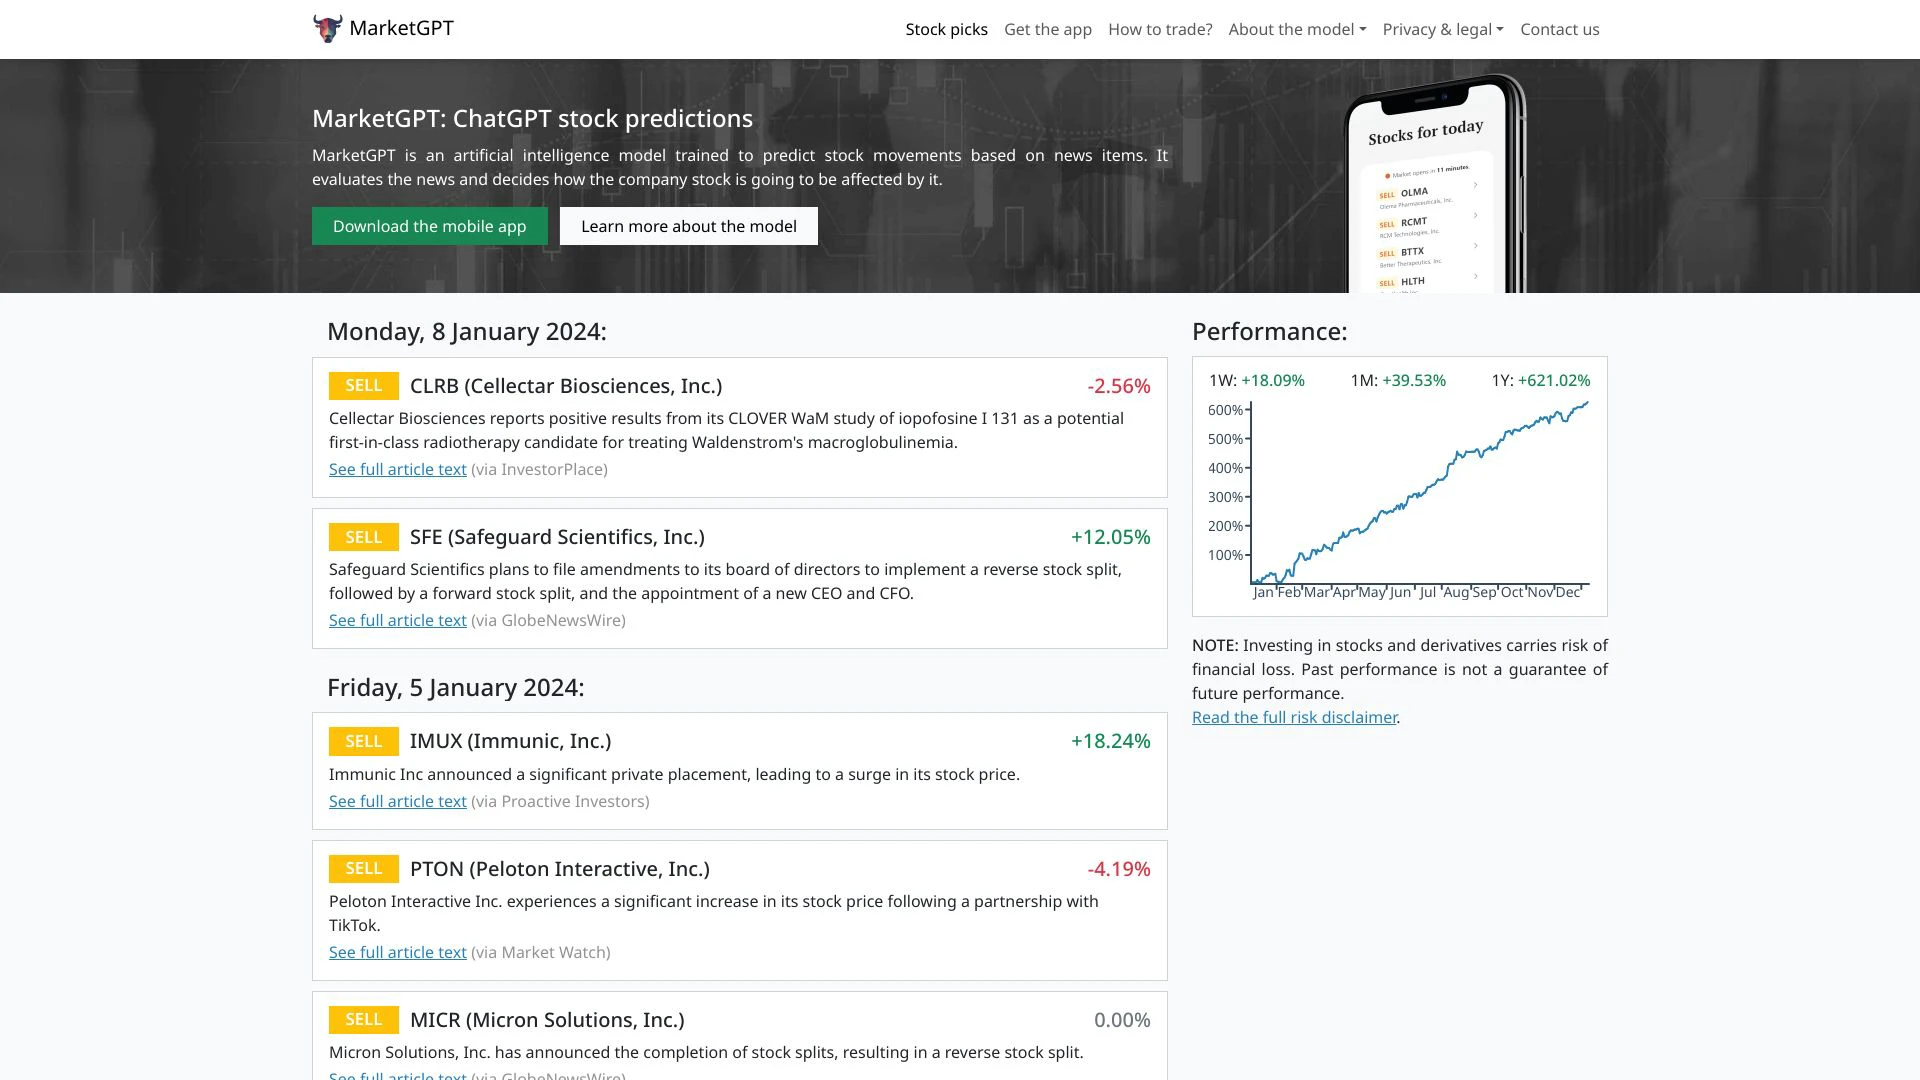 MarketGPT
Stock picks
Get the app
How to trade?
About the model
Privacy & legal
Contact us
MarketGPT: ChatGPT stock predictions
MarketGPT is an artificial intelligence model trained to predict stock movements based on news items. It
evaluates the news and decides how the company stock is going to be affected by it.
Download the mobile app
Learn more about the model
Stocks for today
Market opens in 11 minutes.
SELL OLMA
Olema Pharmaceuticals, Inc.
SELL RCMT
RCM Technologies, Inc.
SELL BTTX
Better Therapeutics, Inc.
SELL HLTH
Monday, 8 January 2024:
SELL CLRB (Cellectar Biosciences, Inc.) -2.56%
Cellectar Biosciences reports positive results from its CLOVER WaM study of iopofosine I 131 as a potential
first-in-class radiotherapy candidate for treating Waldenstrom's macroglobulinemia.
See full article text (via InvestorPlace)
SELL SFE (Safeguard Scientifics, Inc.) +12.05%
Safeguard Scientifics plans to file amendments to its board of directors to implement a reverse stock split,
followed by a forward stock split, and the appointment of a new CEO and CFO.
See full article text (via GlobeNewsWire)
Friday, 5 January 2024:
SELL IMUX (Immunic, Inc.) +18.24%
Immunic Inc announced a significant private placement, leading to a surge in its stock price.
See full article text (via Proactive Investors)
SELL PTON (Peloton Interactive, Inc.) -4.19%
Peloton Interactive Inc. experiences a significant increase in its stock price following a partnership with
TikTok.
See full article text (via Market Watch)
SELL MICR (Micron Solutions, Inc.) 0.00%
Micron Solutions, Inc. has announced the completion of stock splits, resulting in a reverse stock split.
See full article text (via GlobeNewsWire)
Performance:
1W: +18.09% 1M: +39.53% 1Y: +621.02%
600%
500%
400%
300%
200%
100%
Jan Feb Mar Apr May Jun Jul Aug Sep Oct Nov Dec
NOTE: Investing in stocks and derivatives carries risk of
financial loss. Past performance is not a guarantee of
future performance.
Read the full risk disclaimer.